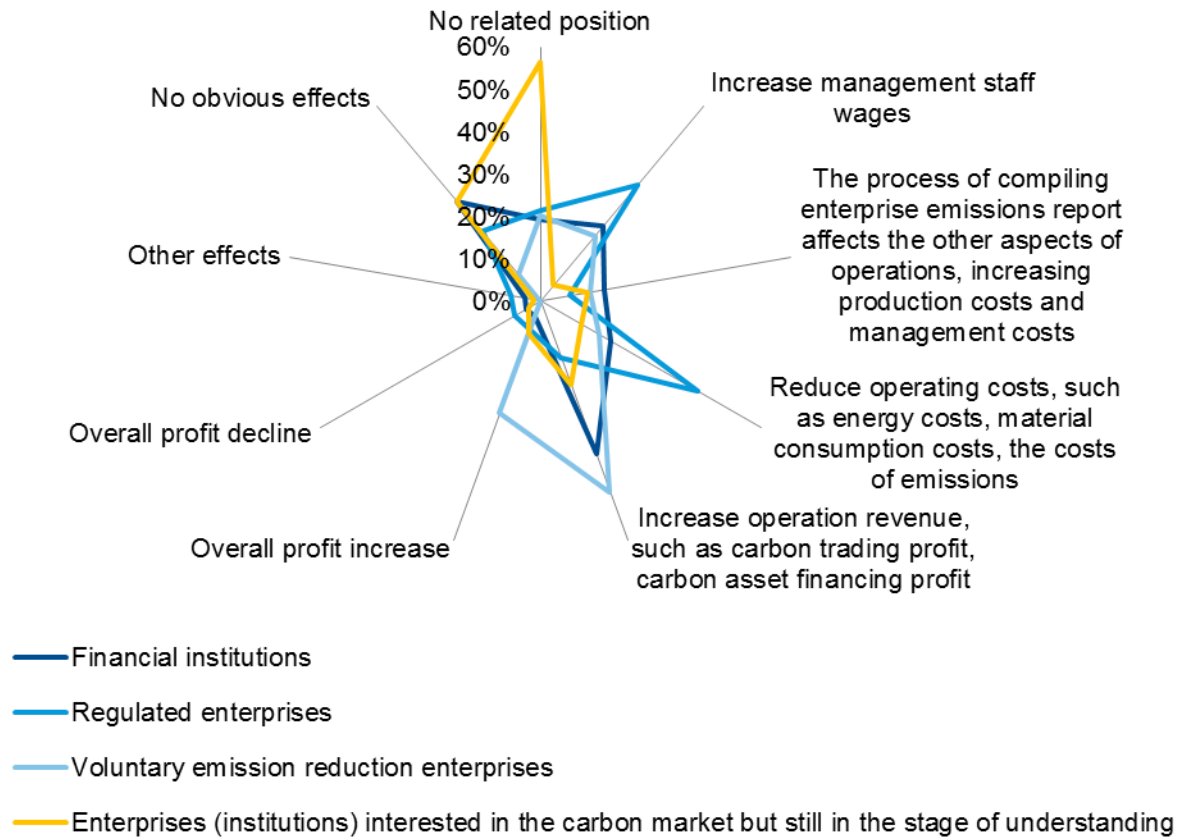 No related position
60%
50%
40%
30%
20%
10%
0%
Increase management staff
wages
The process of compiling
enterprise emissions report
affects the other aspects of
operations, increasing
production costs and
management costs
Reduce operating costs, such
as energy costs, material
consumption costs, the costs
of emissions
Increase operation revenue,
such as carbon trading profit,
carbon asset financing profit
Overall profit increase
Overall profit decline
Other effects
No obvious effects
Financial institutions
Regulated enterprises
Voluntary emission reduction enterprises
Enterprises (institutions) interested in the carbon market but still in the stage of understanding